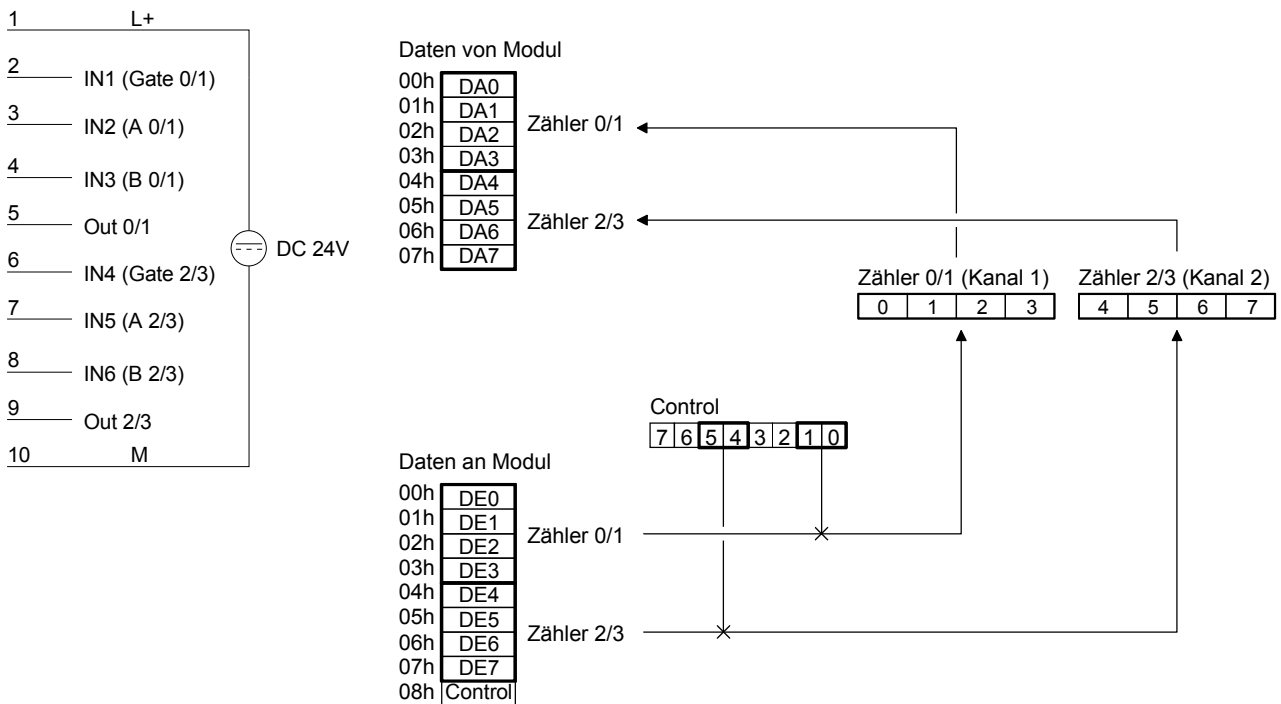 1 L+
2 IN1 (Gate 0/1)
3 IN2 (A 0/1)
4 IN3 (B 0/1)
5 Out 0/1
6 IN4 (Gate 2/3)
7 IN5 (A 2/3)
8 IN6 (B 2/3)
9 Out 2/3
10 M
DC 24V
Daten von Modul
00h DA0
01h DA1
02h DA2
03h DA3
Zähler 0/1
04h DA4
05h DA5
06h DA6
07h DA7
Zähler 2/3
Zähler 0/1 (Kanal 1)
0 1 2 3
Zähler 2/3 (Kanal 2)
4 5 6 7
Control
7 6 5 4 3 2 1 0
Daten an Modul
00h DE0
01h DE1
02h DE2
03h DE3
Zähler 0/1
04h DE4
05h DE5
06h DE6
07h DE7
Zähler 2/3
08h Control